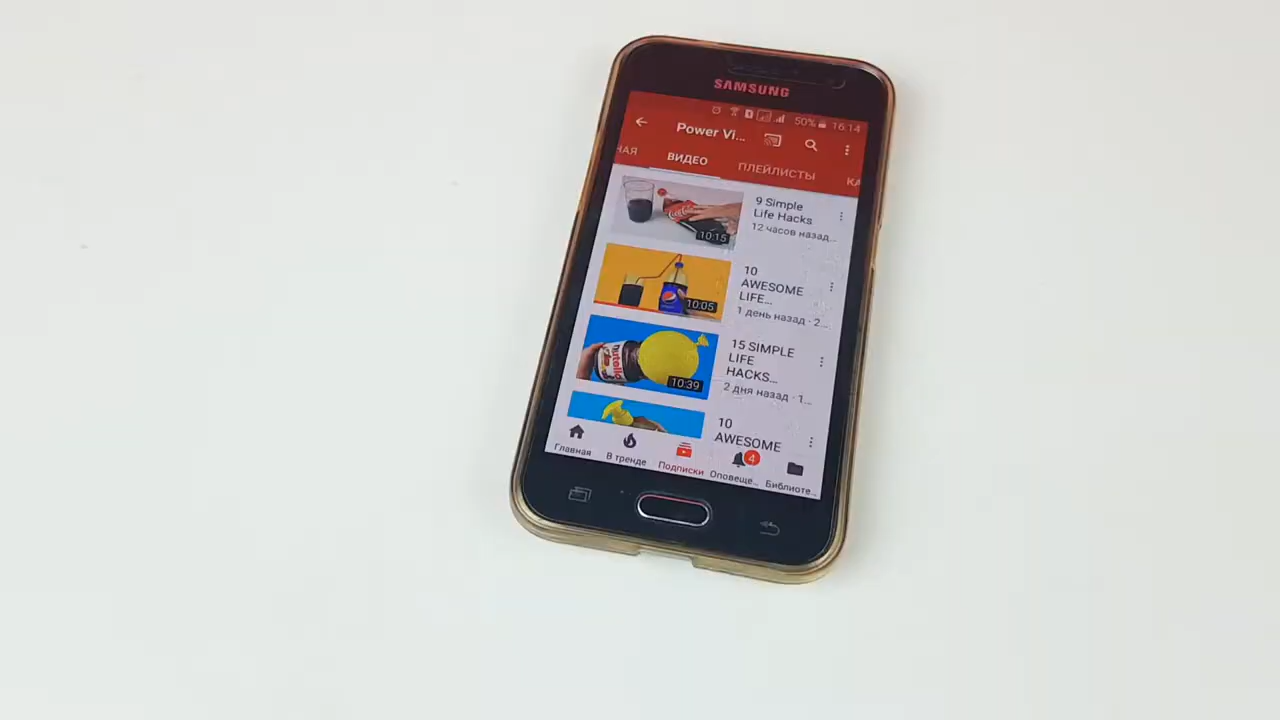 SAMSUNG
50% 16:14
Power Vi...
НАЯ ВИДЕО ПЛЕЙЛИСТЫ КА
9 Simple
Life Hacks
12 часов назад...
10:15
10
AWESOME
LIFE...
1 день назад · 2...
10:05
15 SIMPLE
LIFE
HACKS...
2 дня назад · 1...
nutella
10:39
10
AWESOME
4
Главная В тренде Подписки Оповеще... Библиоте...